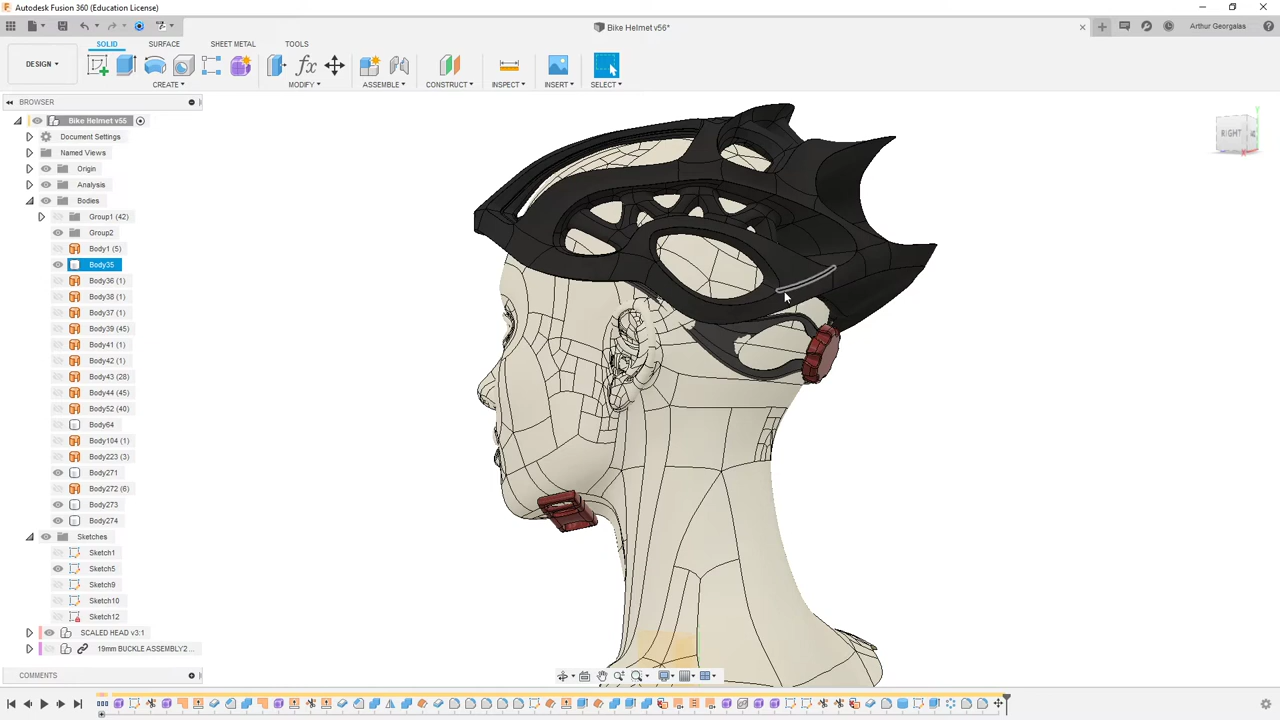 Autodesk Fusion 360 (Education License)
Bike Helmet v56*
Arthur Georgalas
SOLID SURFACE SHEET METAL TOOLS
DESIGN
CREATE MODIFY ASSEMBLE CONSTRUCT INSPECT INSERT SELECT
BROWSER
Bike Helmet v55
Document Settings
Named Views
Origin
Analysis
Bodies
Group1 (42)
Group2
Body1 (5)
Body35
Body36 (1)
Body38 (1)
Body37 (1)
Body39 (45)
Body41 (1)
Body42 (1)
Body43 (28)
Body44 (45)
Body52 (40)
Body64
Body104 (1)
Body223 (3)
Body271
Body272 (6)
Body273
Body274
Sketches
Sketch1
Sketch5
Sketch9
Sketch10
Sketch12
SCALED HEAD v3:1
19mm BUCKLE ASSEMBLY2 ...
COMMENTS
RIGHT